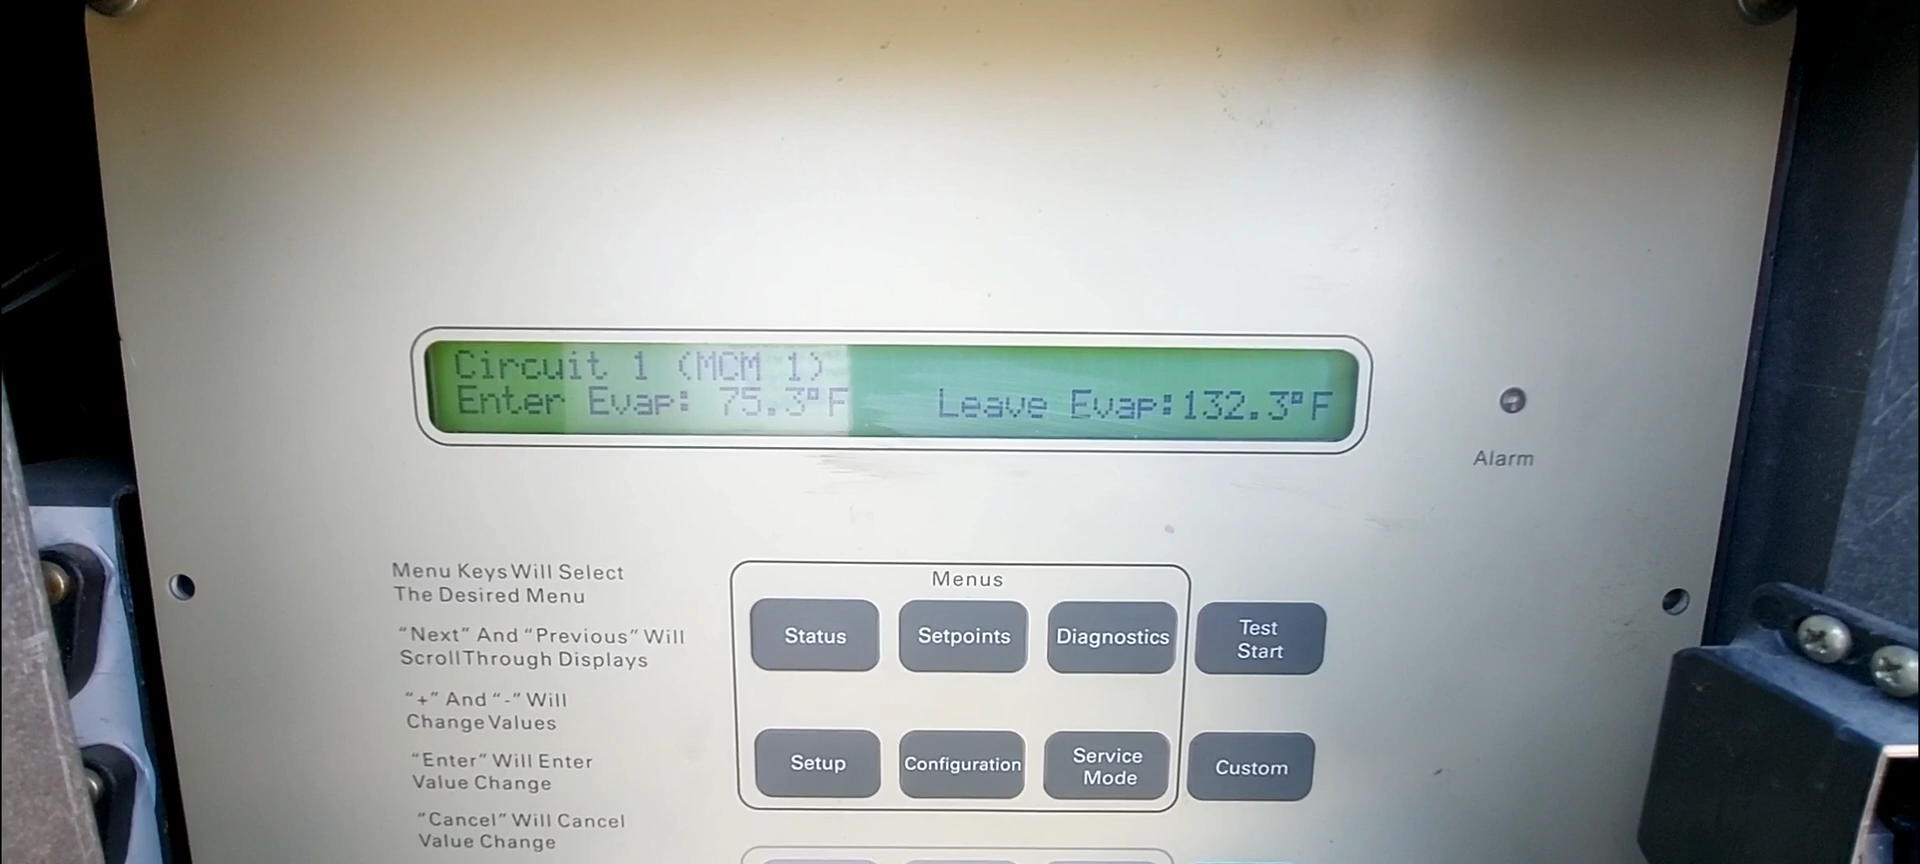 Circuit 1 (MCM 1)
Enter Evap: 75.3°F    Leave Evap:132.3°F
Alarm
Menu Keys Will Select
The Desired Menu
"Next" And "Previous" Will
Scroll Through Displays
"+" And "-" Will
Change Values
"Enter" Will Enter
Value Change
"Cancel" Will Cancel
Value Change
Menus
Status
Setpoints
Diagnostics
Test
Start
Setup
Configuration
Service
Mode
Custom